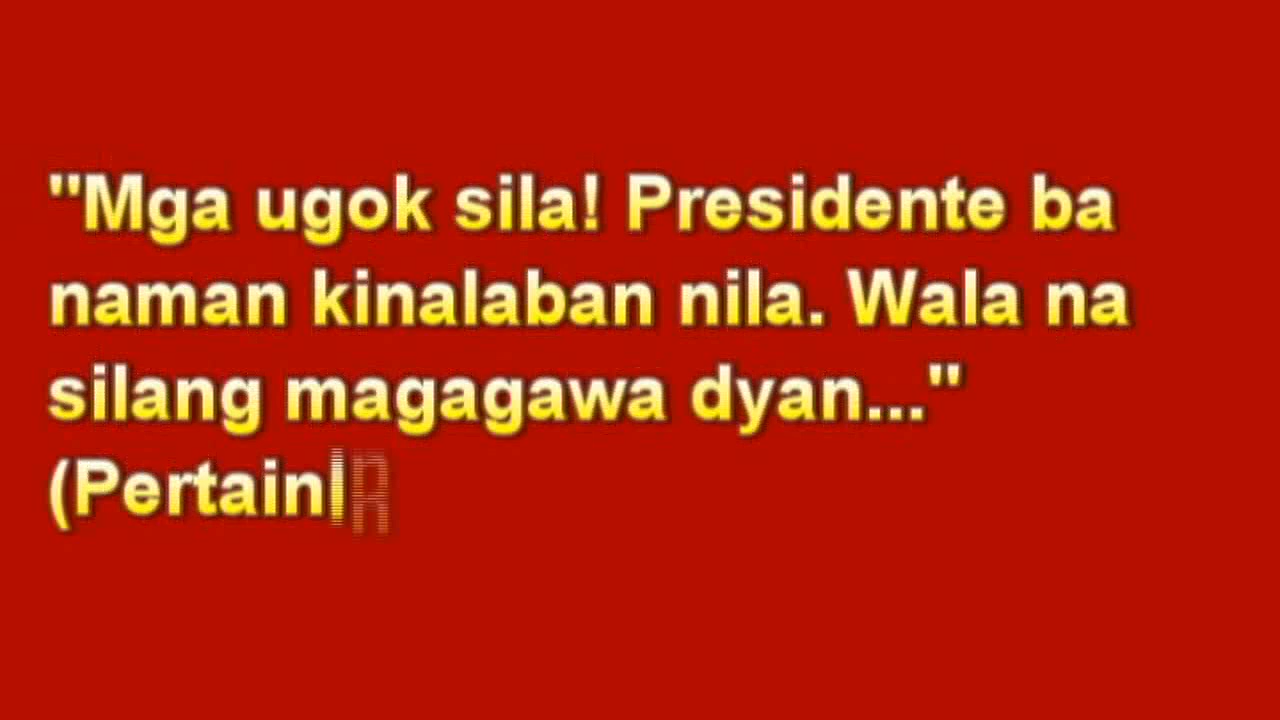 "Mga ugok sila! Presidente ba
naman kinalaban nila. Wala na
silang magagawa dyan..."
(Pertain